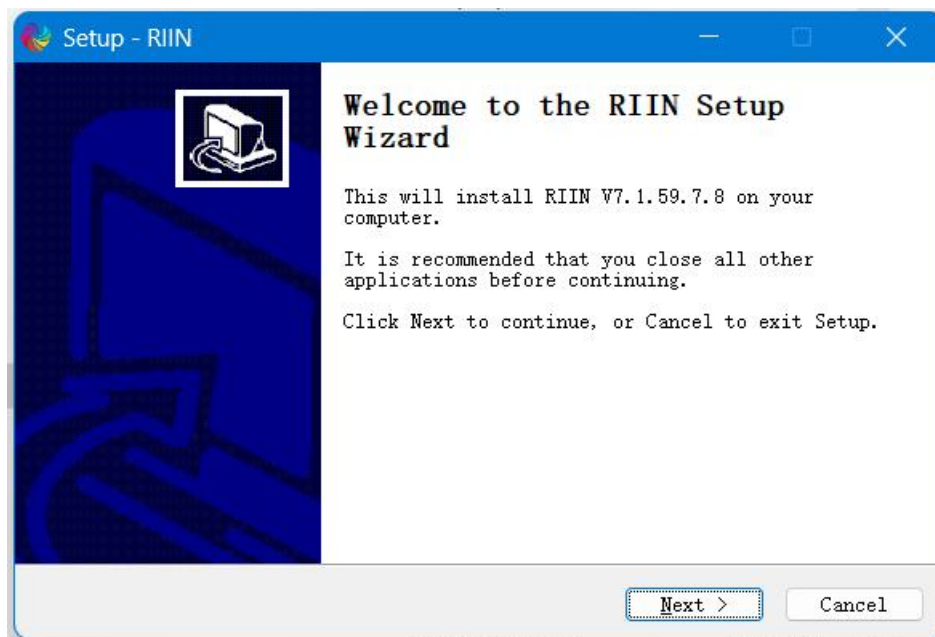 Setup - RIIN
Welcome to the RIIN Setup
Wizard
This will install RIIN V7.1.59.7.8 on your
computer.
It is recommended that you close all other
applications before continuing.
Click Next to continue, or Cancel to exit Setup.
Next >
Cancel